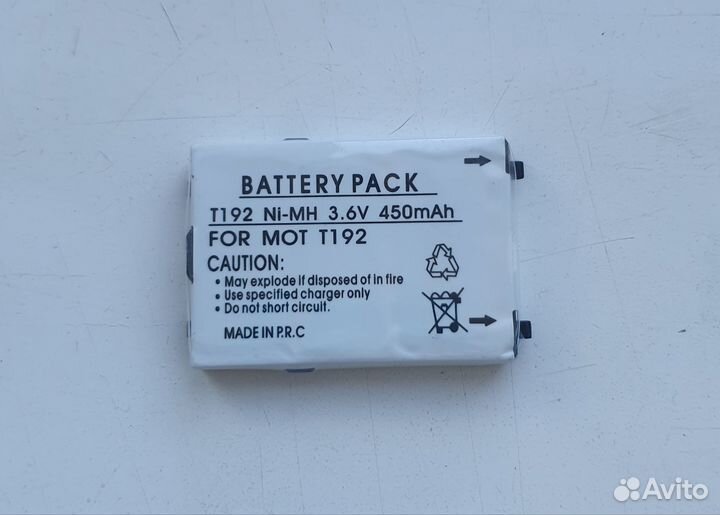 BATTERY PACK
T192 Ni-MH 3.6V 450mAh
FOR MOT T192
CAUTION:
• May explode if disposed of in fire
• Use specified charger only
• Do not short circuit.
MADE IN P.R.C
Avito